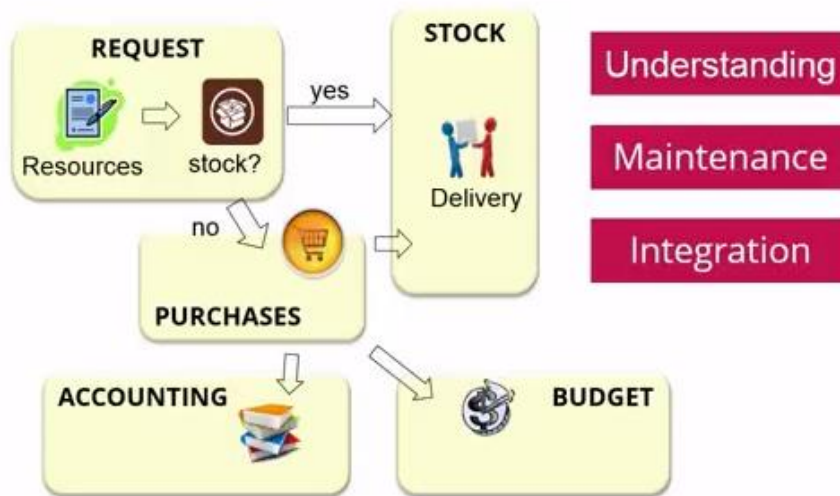 REQUEST
Resources
stock?
yes
no
STOCK
Delivery
PURCHASES
ACCOUNTING
BUDGET
Understanding
Maintenance
Integration